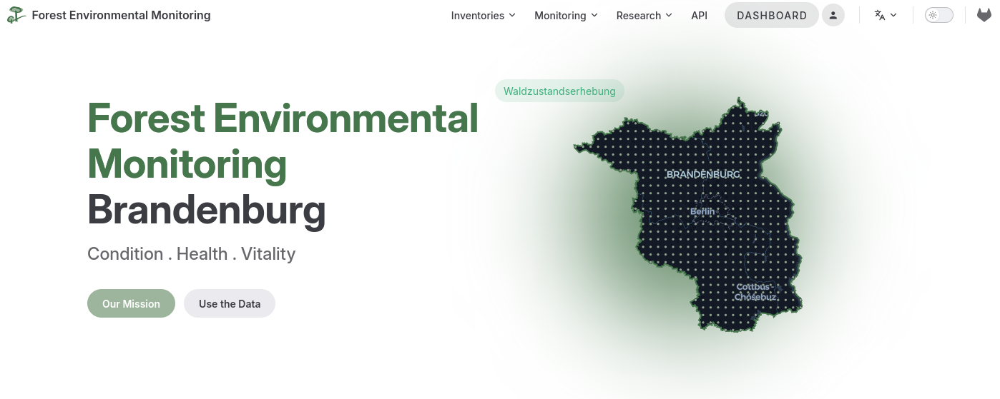 Forest Environmental Monitoring
Inventories
Monitoring
Research
API
DASHBOARD
Waldzustandserhebung
Forest Environmental
Monitoring
Brandenburg
Condition . Health . Vitality
Our Mission
Use the Data
BRANDENBURG
Berlin
Cottbus -
Chóśebuz